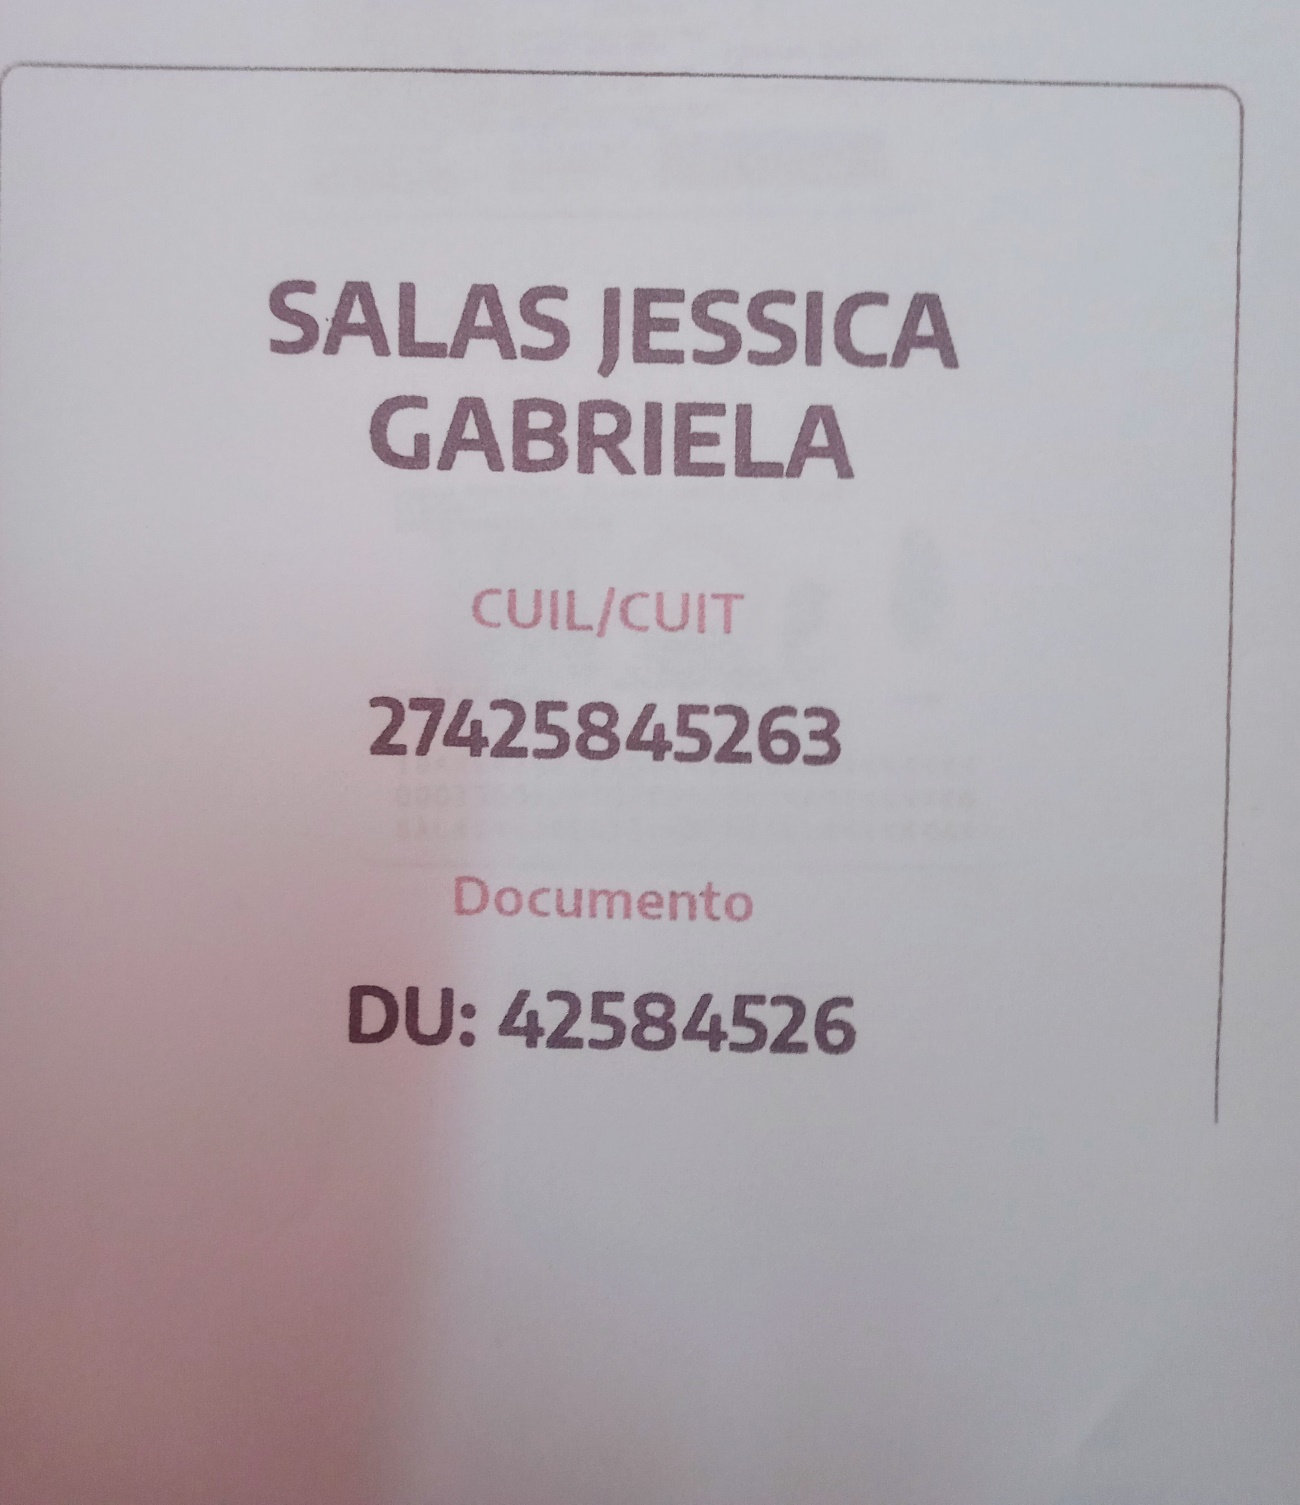 SALAS JESSICA
GABRIELA
CUIL/CUIT
27425845263
Documento
DU: 42584526